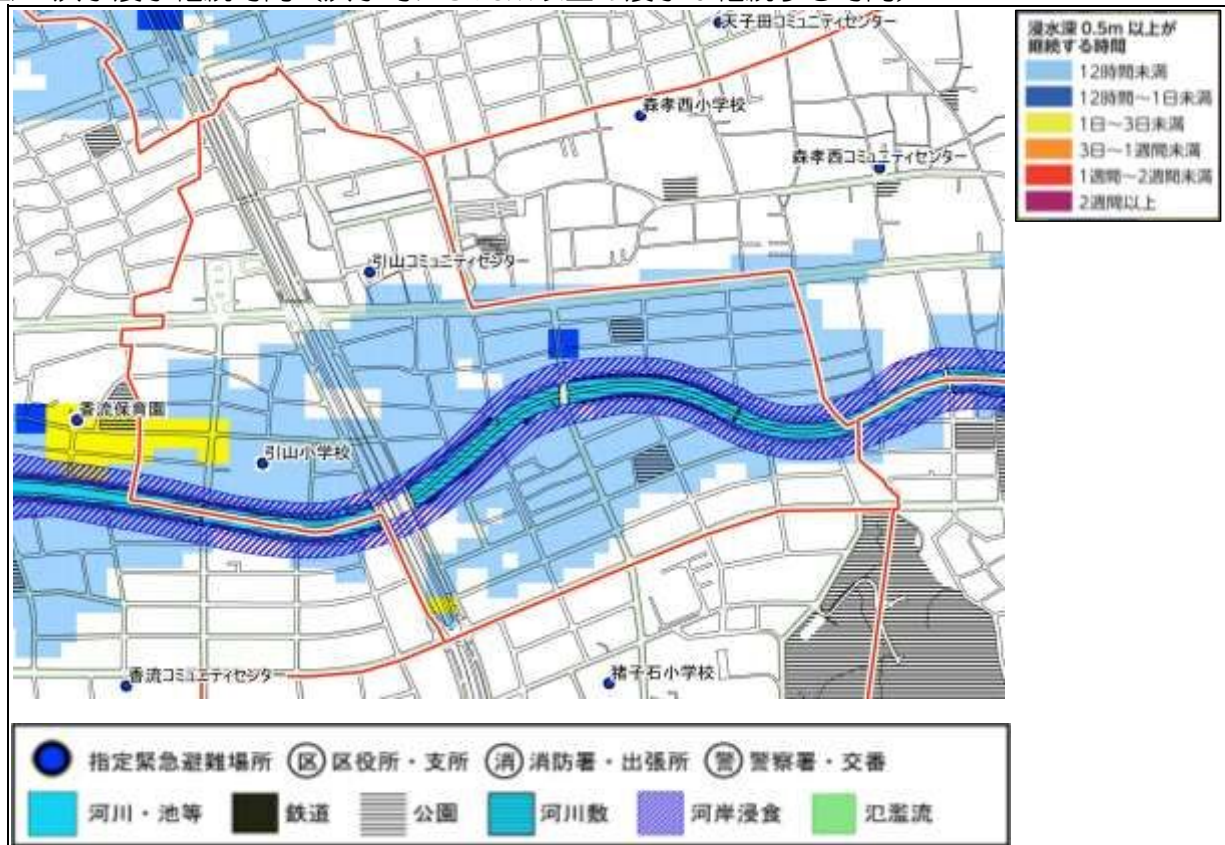 天子田コミュニティセンター
森孝西小学校
森孝西コミュニティセンター
引山コミュニティセンター
香流保育園
引山小学校
香流コミュニティセンター
猪子石小学校
浸水深 0.5m 以上が
継続する時間
12時間未満
12時間～1日未満
1日～3日未満
3日～1週間未満
1週間～2週間未満
2週間以上
指定緊急避難場所 区 区役所・支所 消 消防署・出張所 警 警察署・交番
河川・池等 鉄道 公園 河川敷 河岸浸食 氾濫流